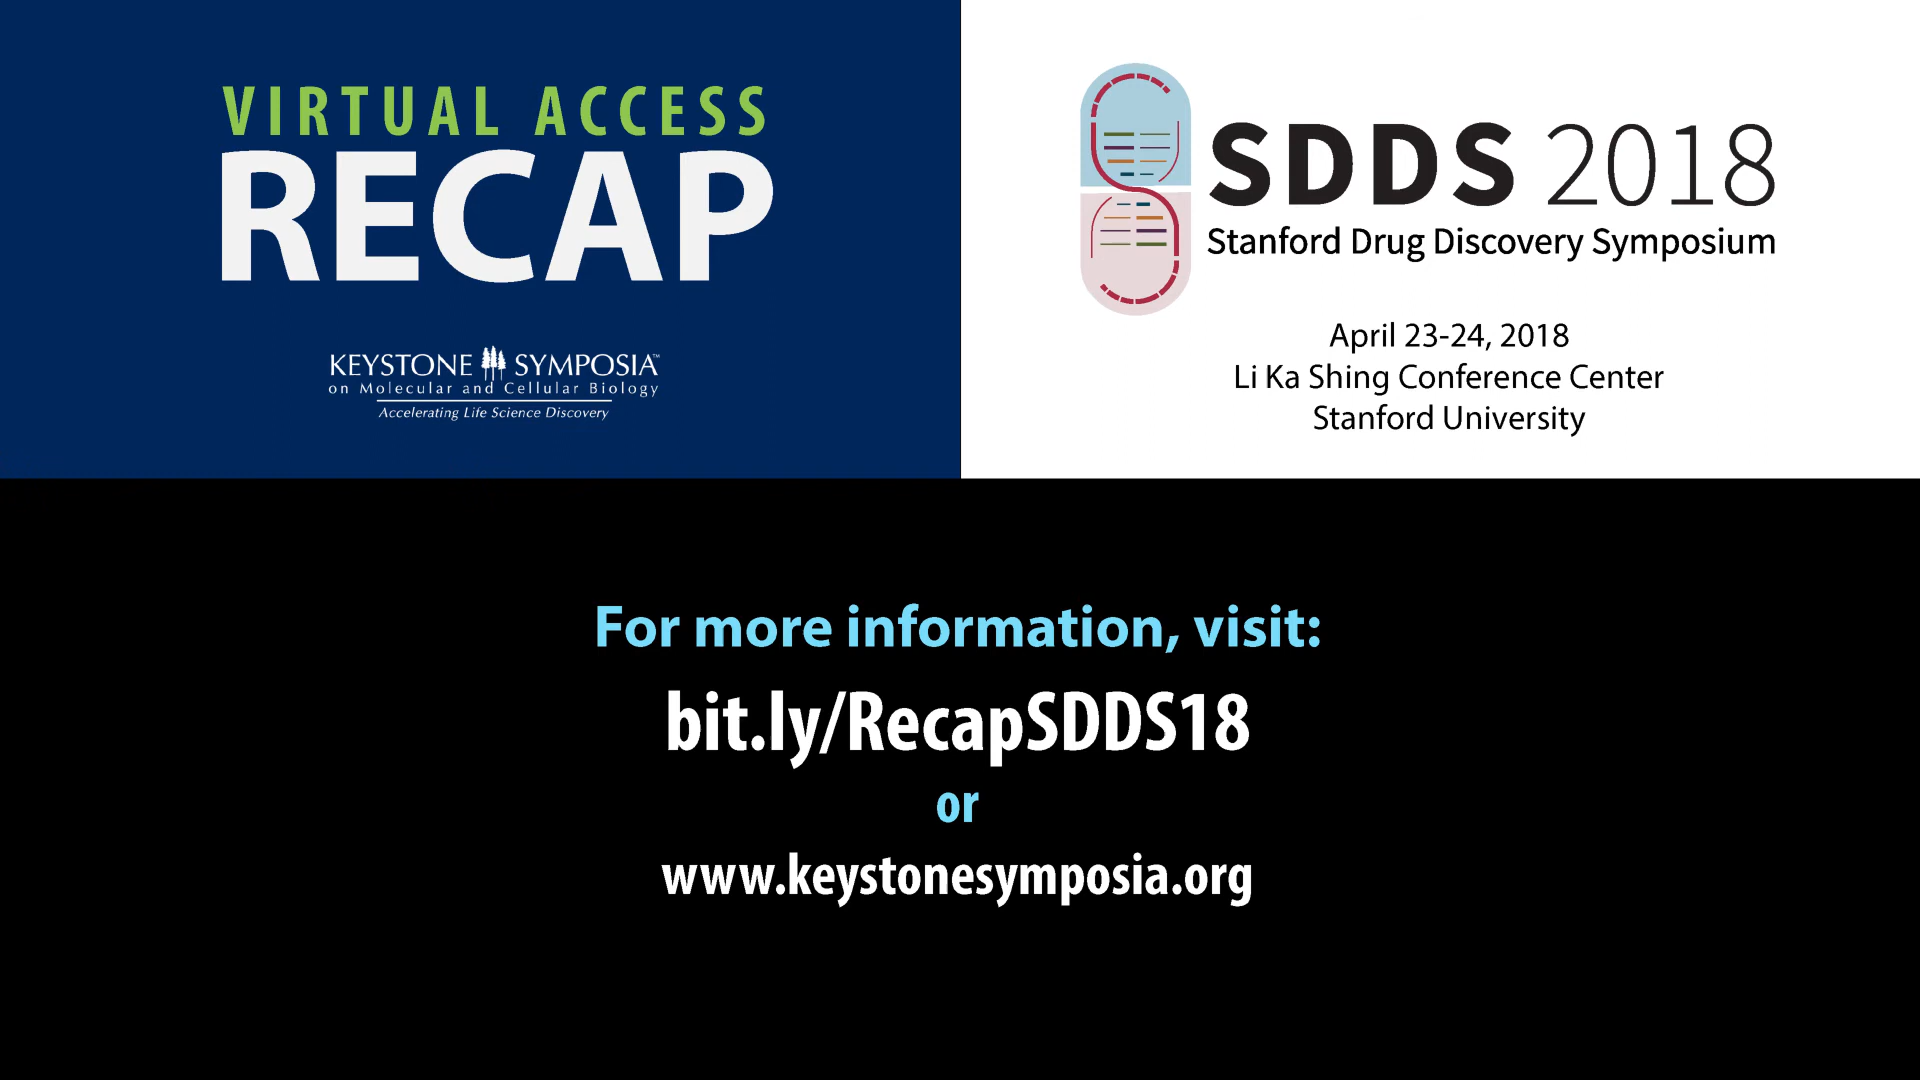 VIRTUAL ACCESS
RECAP
KEYSTONE SYMPOSIA™
on Molecular and Cellular Biology
Accelerating Life Science Discovery
SDDS 2018
Stanford Drug Discovery Symposium
April 23-24, 2018
Li Ka Shing Conference Center
Stanford University
For more information, visit:
bit.ly/RecapSDDS18
or
www.keystonesymposia.org